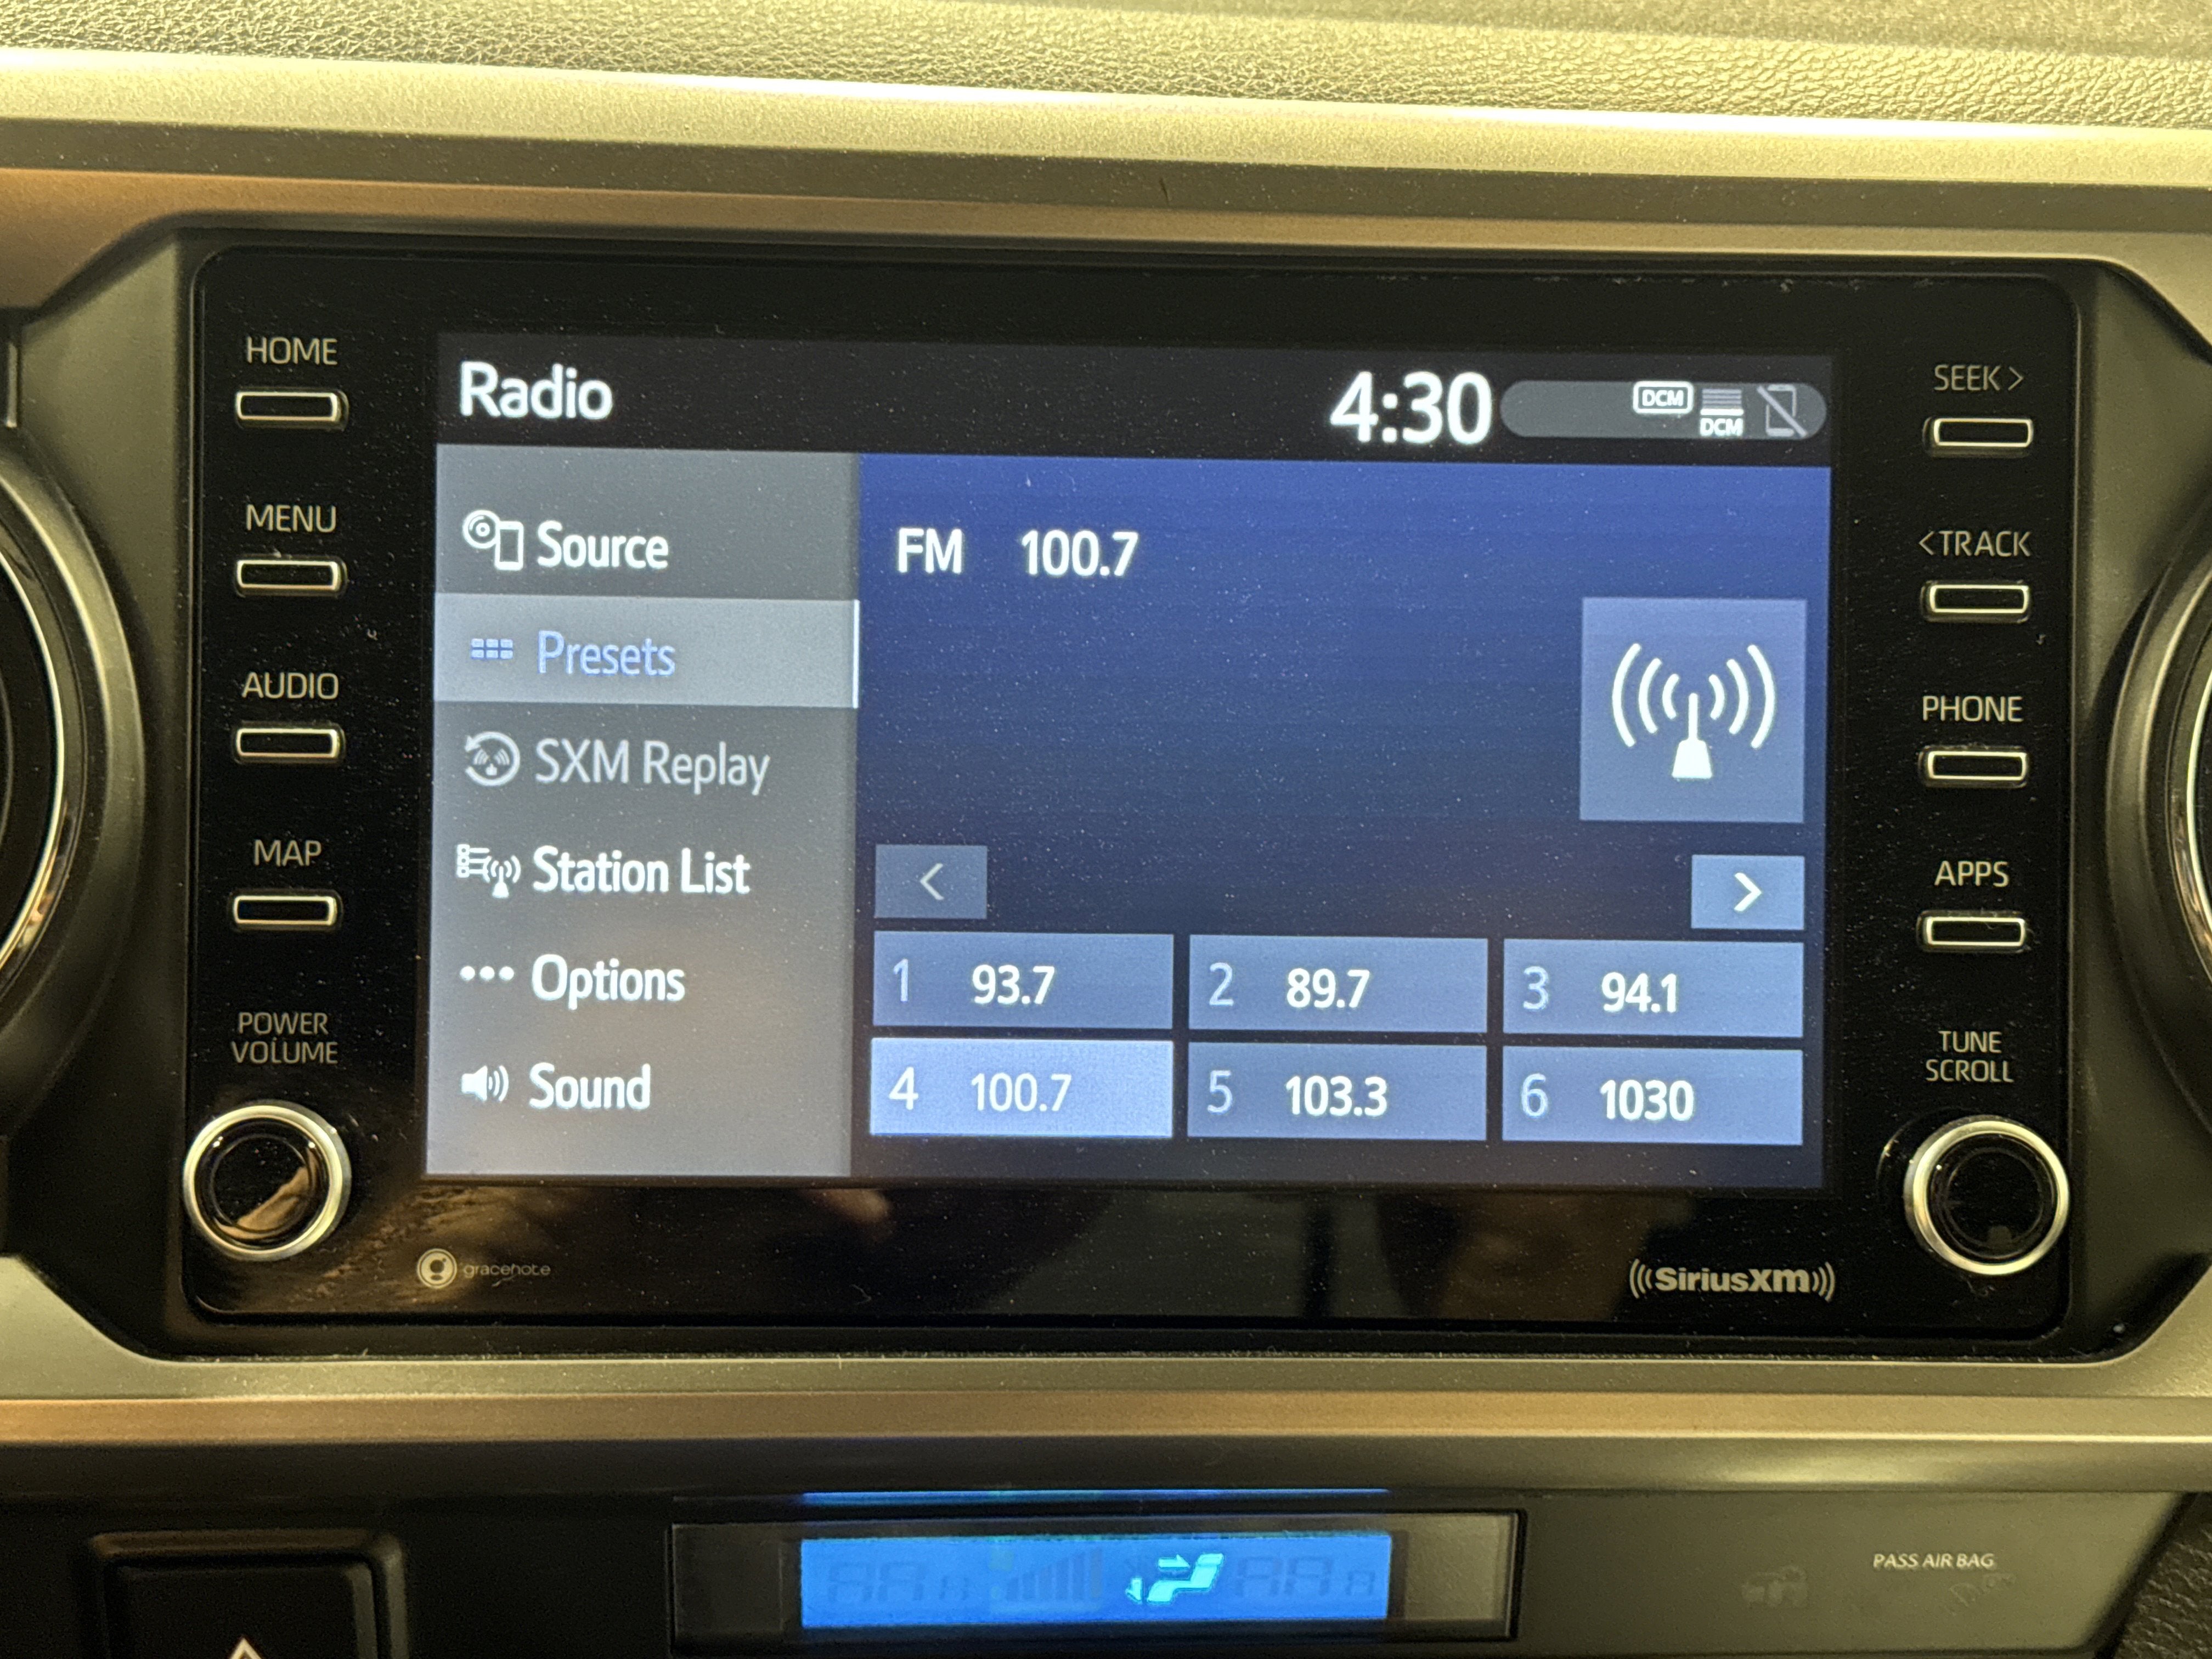 HOME
MENU
AUDIO
MAP
POWER
VOLUME
Radio
4:30
DCM
DCM
Source
Presets
SXM Replay
Station List
Options
Sound
FM 100.7
<
>
1 93.7
2 89.7
3 94.1
4 100.7
5 103.3
6 1030
SEEK >
< TRACK
PHONE
APPS
TUNE
SCROLL
gracenote
SiriusXM
PASS AIR BAG